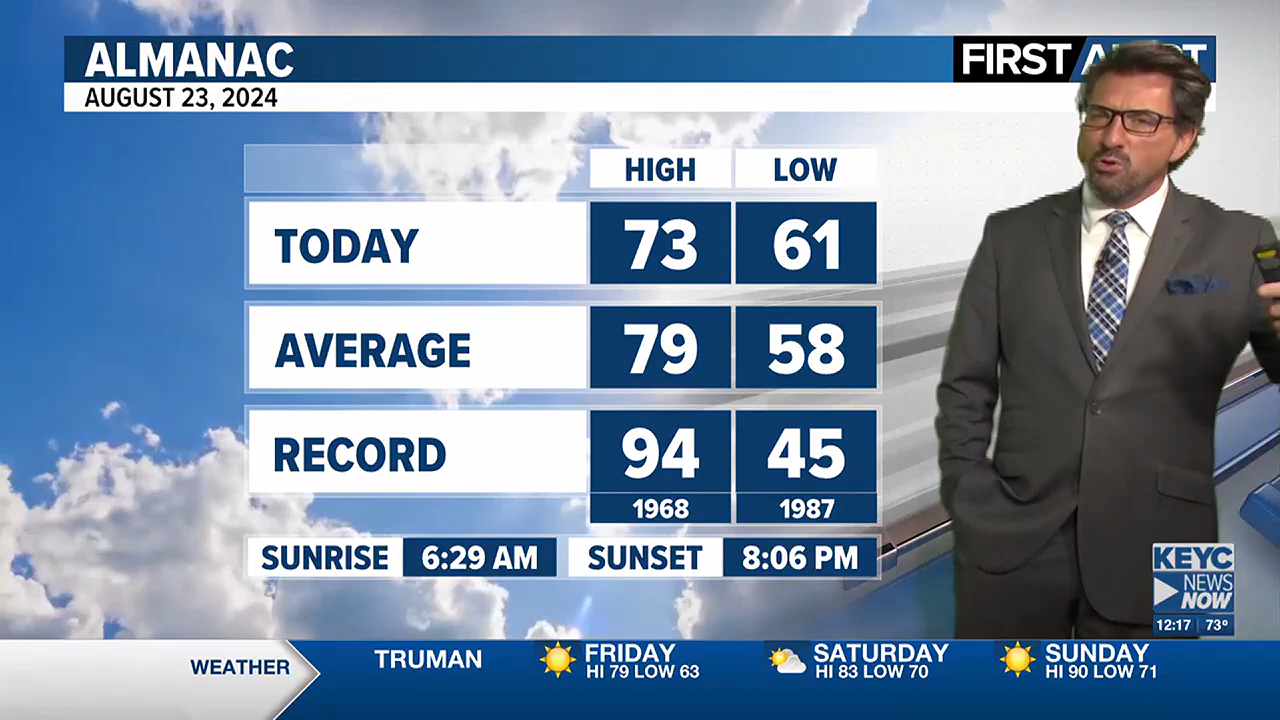 ALMANAC
AUGUST 23, 2024
FIRST
HIGH LOW
TODAY 73 61
AVERAGE 79 58
RECORD 94 45
1968 1987
SUNRISE 6:29 AM SUNSET 8:06 PM
KEYC
NEWS
NOW
12:17 73°
WEATHER
TRUMAN
FRIDAY
HI 79 LOW 63
SATURDAY
HI 83 LOW 70
SUNDAY
HI 90 LOW 71